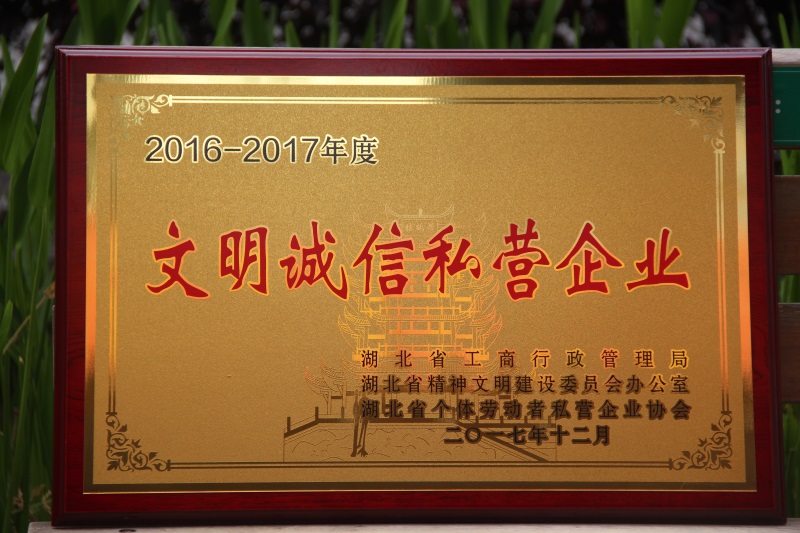 2016-2017年度
文明诚信私营企业
湖北省工商行政管理局
湖北省精神文明建设委员会办公室
湖北省个体劳动者私营企业协会
二〇一七年十二月